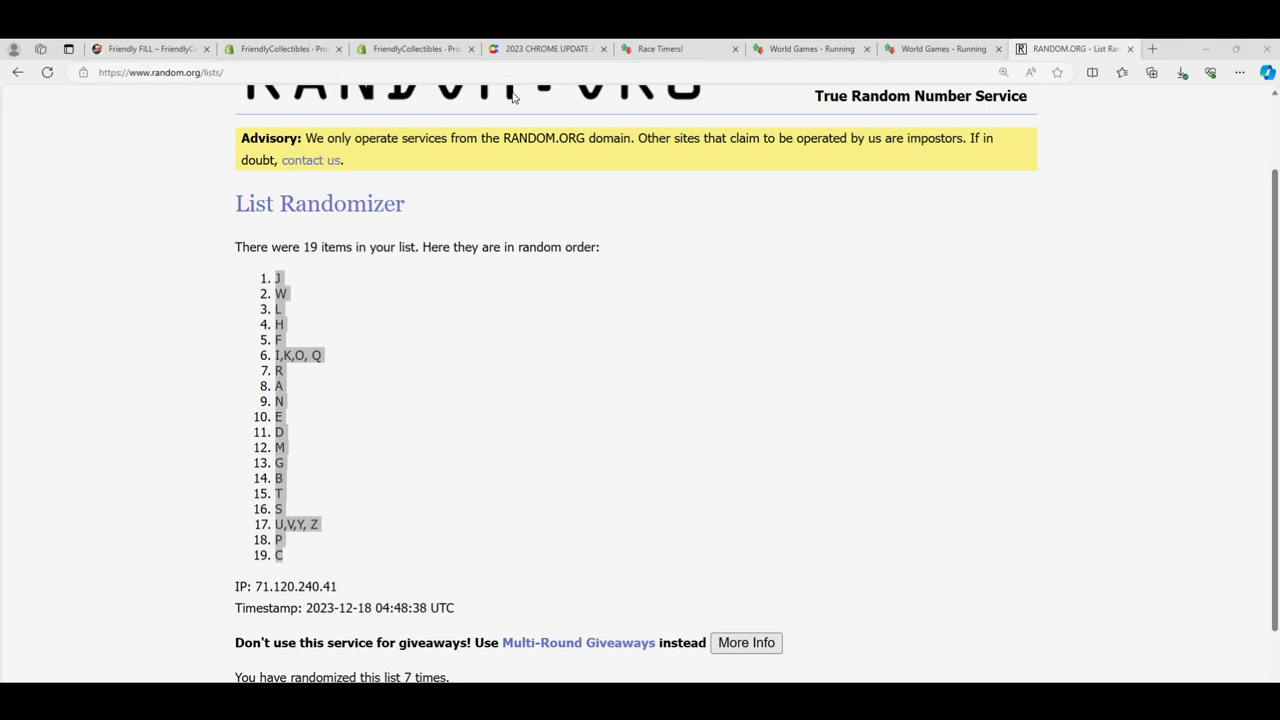 Friendly FILL – FriendlyC
FriendlyCollectibles - Pro
FriendlyCollectibles - Pro
2023 CHROME UPDATE
Race Timers!
World Games - Running
World Games - Running
RANDOM.ORG - List Ran
https://www.random.org/lists/
RANDOM.ORG
True Random Number Service
Advisory: We only operate services from the RANDOM.ORG domain. Other sites that claim to be operated by us are impostors. If in
doubt, contact us.
List Randomizer
There were 19 items in your list. Here they are in random order:
1. J
2. W
3. L
4. H
5. F
6. I,K,O, Q
7. R
8. A
9. N
10. E
11. D
12. M
13. G
14. B
15. T
16. S
17. U,V,Y, Z
18. P
19. C
IP: 71.120.240.41
Timestamp: 2023-12-18 04:48:38 UTC
Don't use this service for giveaways! Use Multi-Round Giveaways instead More Info
You have randomized this list 7 times.